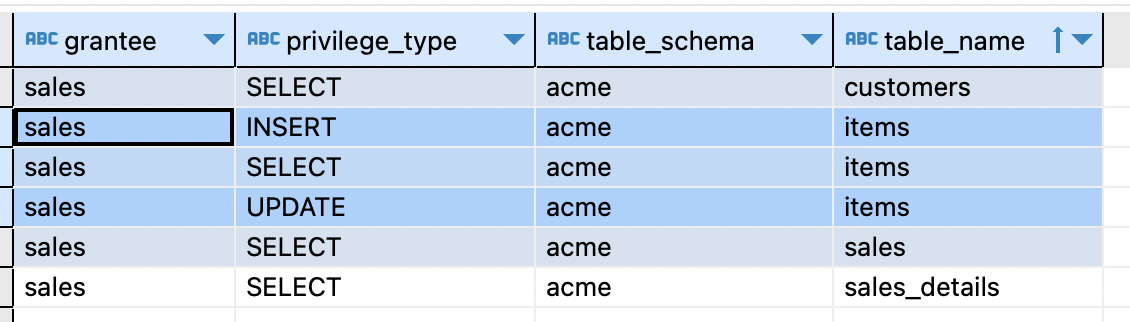 ABC grantee ABC privilege_type ABC table_schema ABC table_name
sales SELECT acme customers
sales INSERT acme items
sales SELECT acme items
sales UPDATE acme items
sales SELECT acme sales
sales SELECT acme sales_details